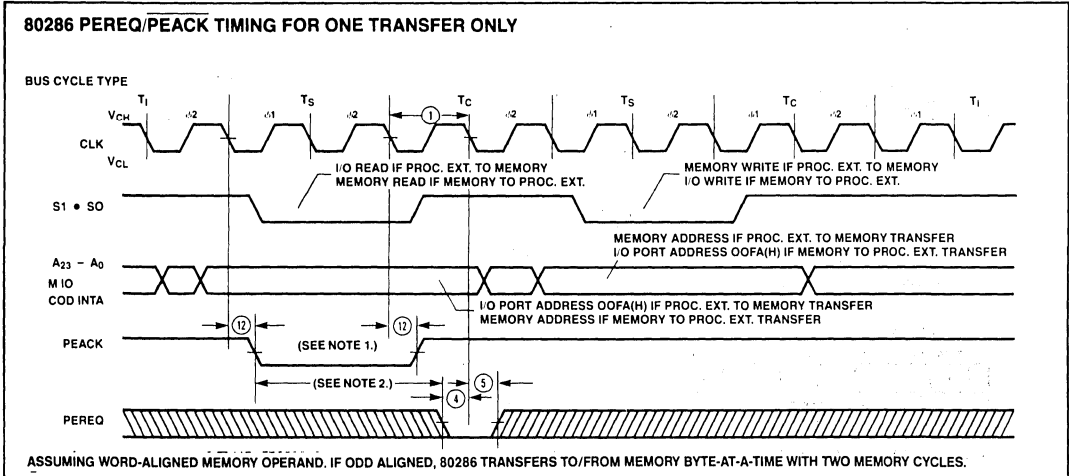 80286 PEREQ/PEACK TIMING FOR ONE TRANSFER ONLY
BUS CYCLE TYPE
TI TS TC TS TC TI
VCH ϕ2 ϕ1 ϕ2 1 ϕ2 ϕ1 ϕ2 ϕ1 ϕ2 ϕ1
CLK
VCL
I/O READ IF PROC. EXT. TO MEMORY
MEMORY READ IF MEMORY TO PROC. EXT.
MEMORY WRITE IF PROC. EXT. TO MEMORY
I/O WRITE IF MEMORY TO PROC. EXT.
S1 • SO
MEMORY ADDRESS IF PROC. EXT. TO MEMORY TRANSFER
I/O PORT ADDRESS OOFA(H) IF MEMORY TO PROC. EXT. TRANSFER
A23 – A0
M IO
COD INTA
I/O PORT ADDRESS OOFA(H) IF PROC. EXT. TO MEMORY TRANSFER
MEMORY ADDRESS IF MEMORY TO PROC. EXT. TRANSFER
12 12
PEACK
(SEE NOTE 1.)
(SEE NOTE 2.) 5
4
PEREQ
ASSUMING WORD-ALIGNED MEMORY OPERAND. IF ODD ALIGNED, 80286 TRANSFERS TO/FROM MEMORY BYTE-AT-A-TIME WITH TWO MEMORY CYCLES.